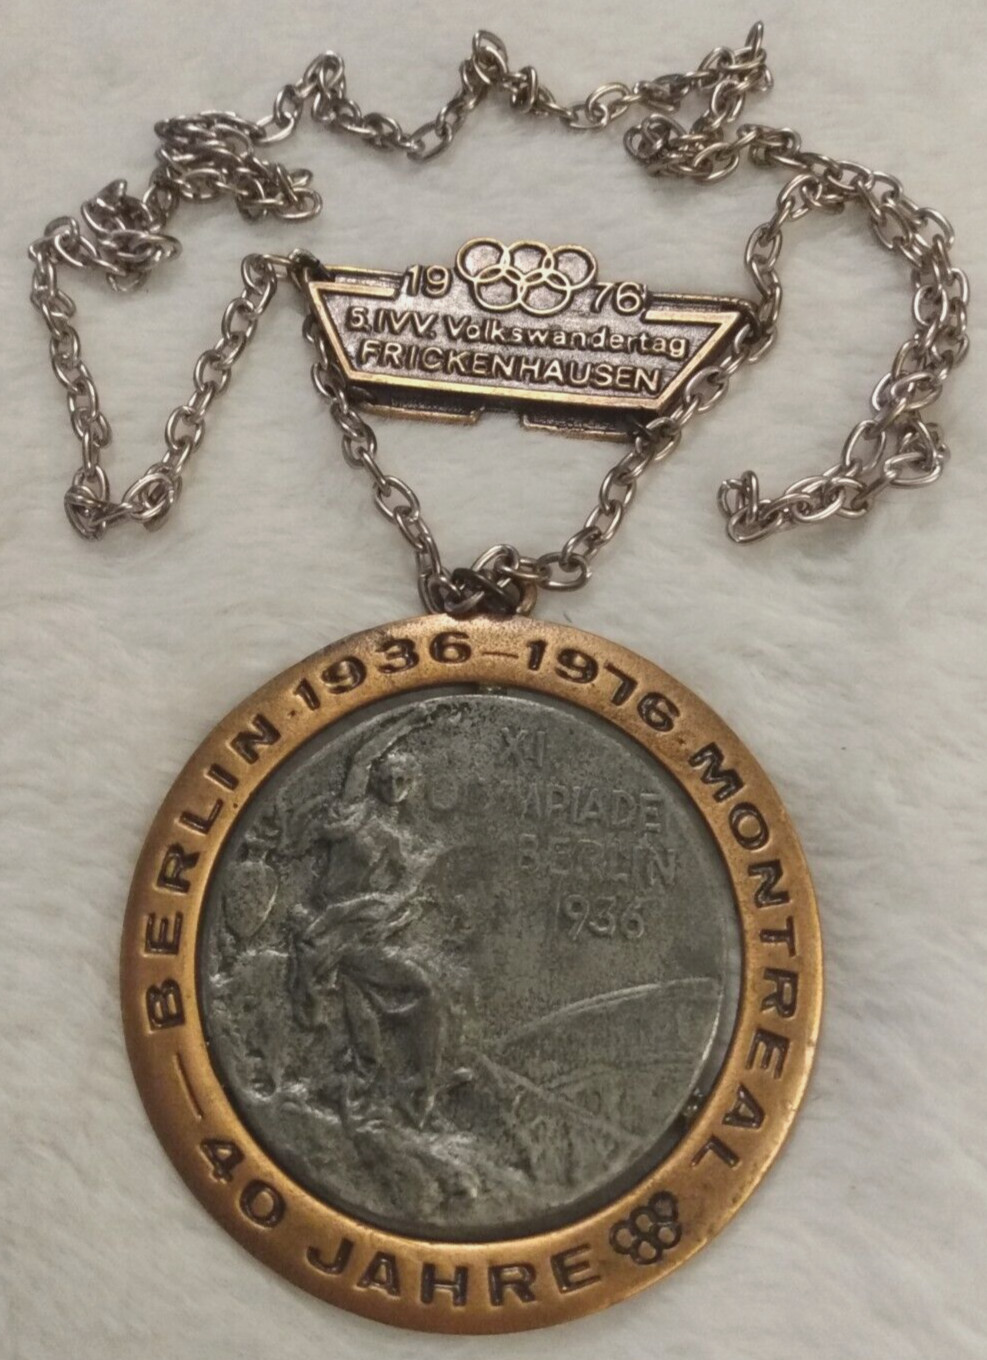 19 76
5. IVV. Volkswandertag
FRICKENHAUSEN
BERLIN 1936-1976 MONTREAL
40 JAHRE
XI
OLYMPIADE
BERLIN
1936